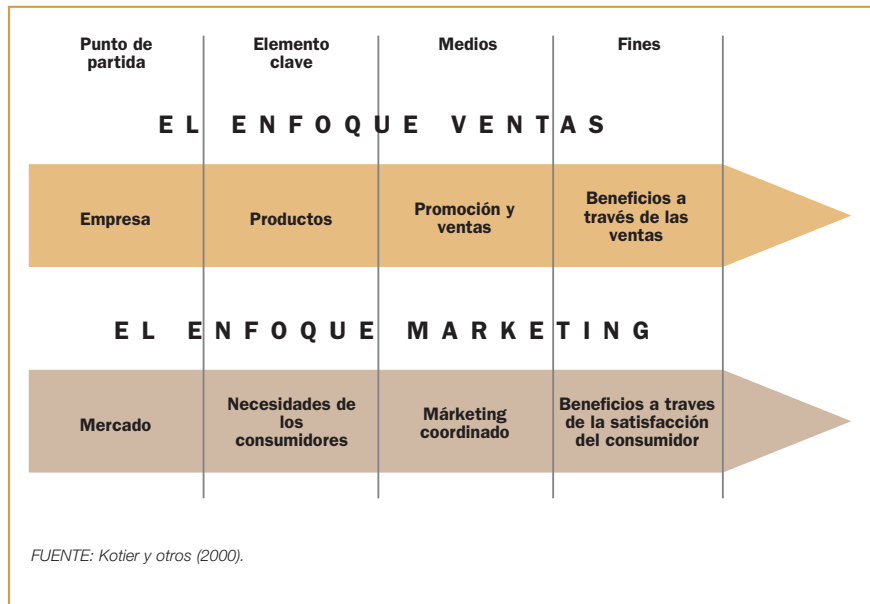 Punto de
partida
Elemento
clave
Medios
Fines
EL ENFOQUE VENTAS
Empresa
Productos
Promoción y
ventas
Beneficios a
través de las
ventas
EL ENFOQUE MARKETING
Mercado
Necesidades de
los
consumidores
Márketing
coordinado
Beneficios a traves
de la satisfacción
del consumidor
FUENTE: Kotier y otros (2000).